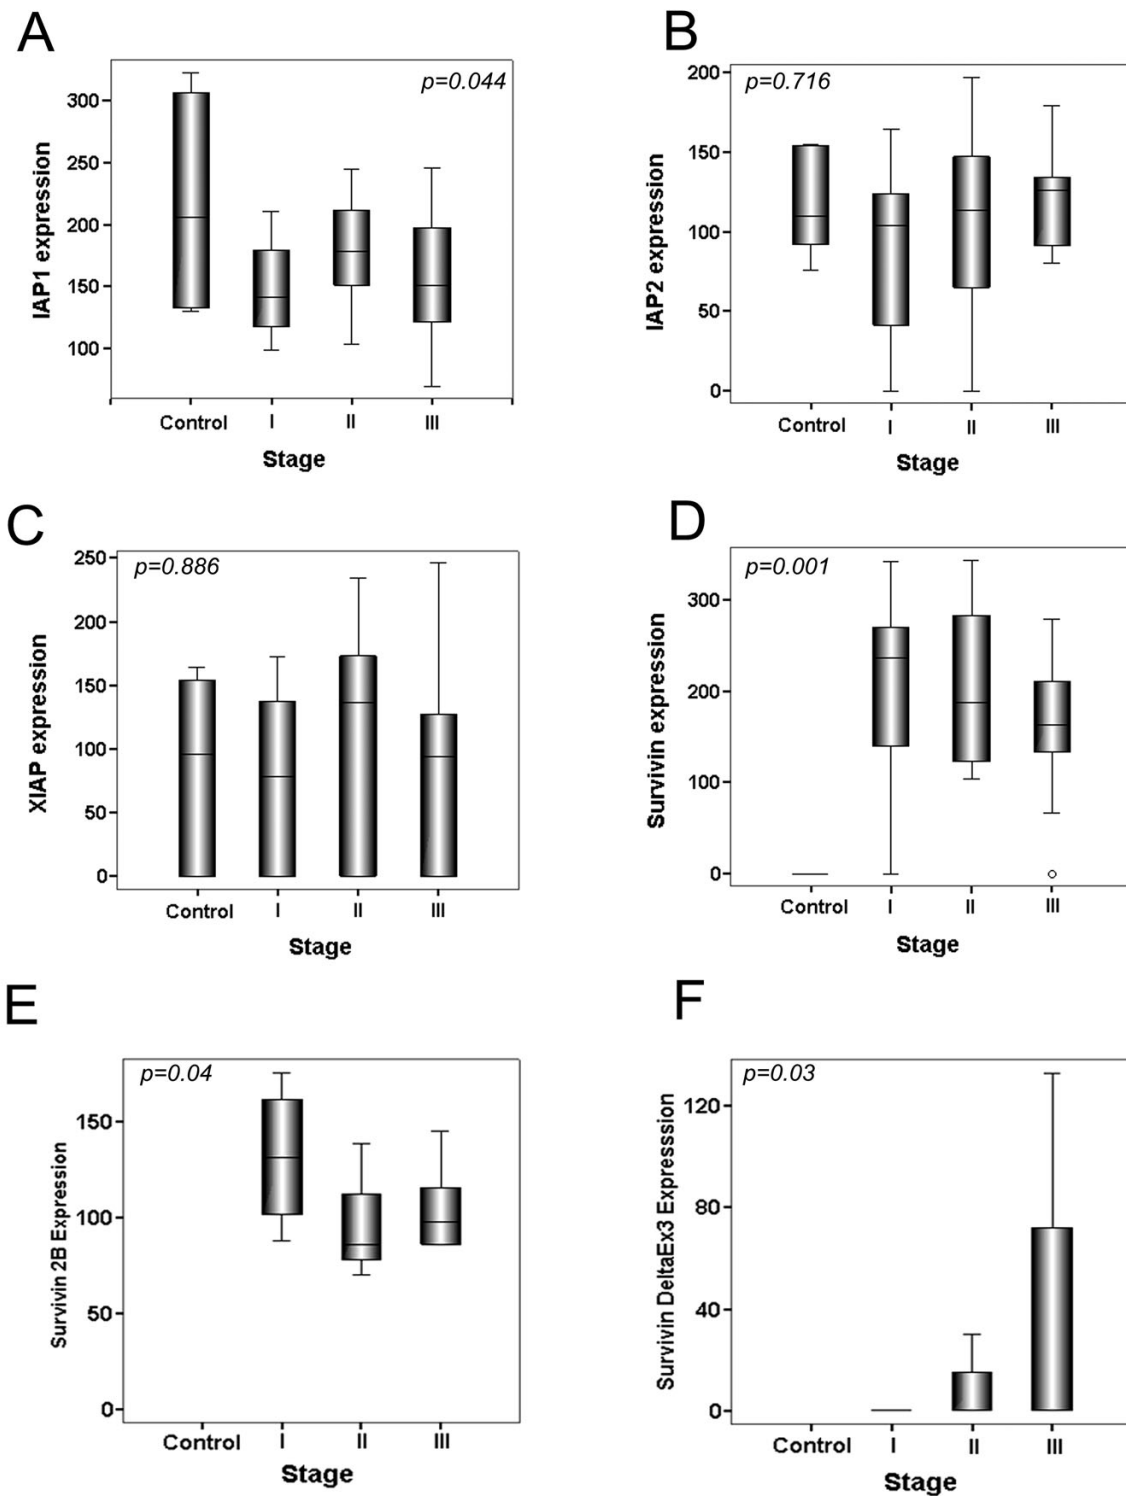 A
p=0.044
IAP1 expression
300
250
200
150
100
Control I II III
Stage
B
p=0.716
IAP2 expression
200
150
100
50
0
Control I II III
Stage
C
p=0.886
XIAP expression
250
200
150
100
50
0
Control I II III
Stage
D
p=0.001
Survivin expression
300
200
100
0
Control I II III
Stage
E
p=0.04
Survivin 2B Expression
150
100
50
0
Control I II III
Stage
F
p=0.03
Survivin DeltaEx3 Expresssion
120
80
40
0
Control I II III
Stage